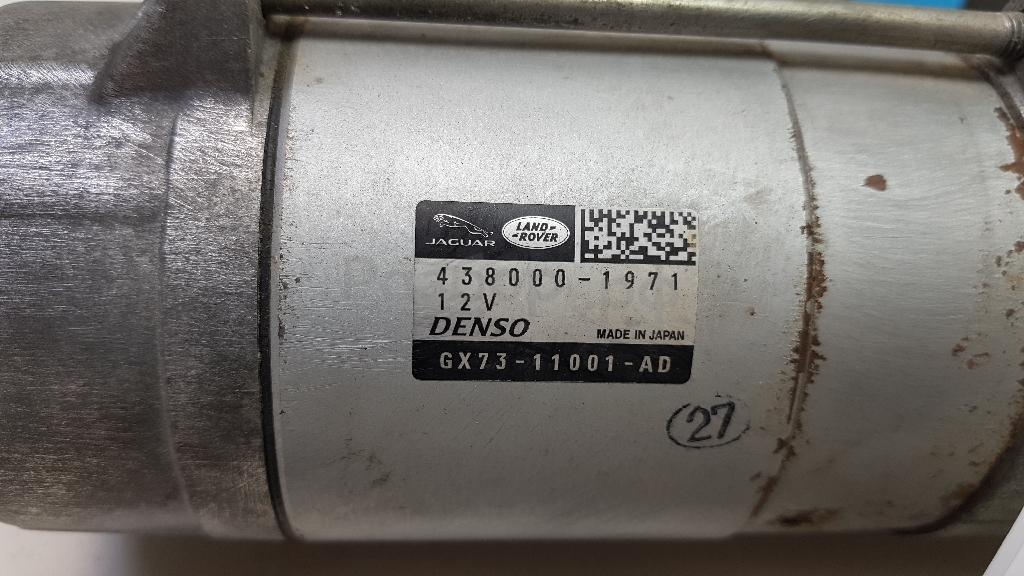 JAGUAR
LAND-
-ROVER
438000-1971
12V
DENSO
MADE IN JAPAN
GX73-11001-AD
27